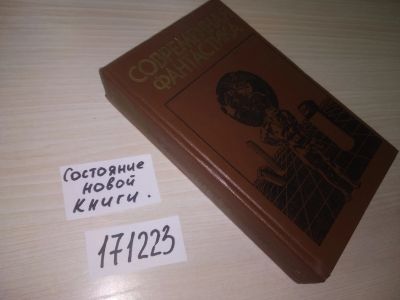 СОВРЕМЕННАЯ
ФАНТАСТИКА
Состояние
новой
Книги.
171223